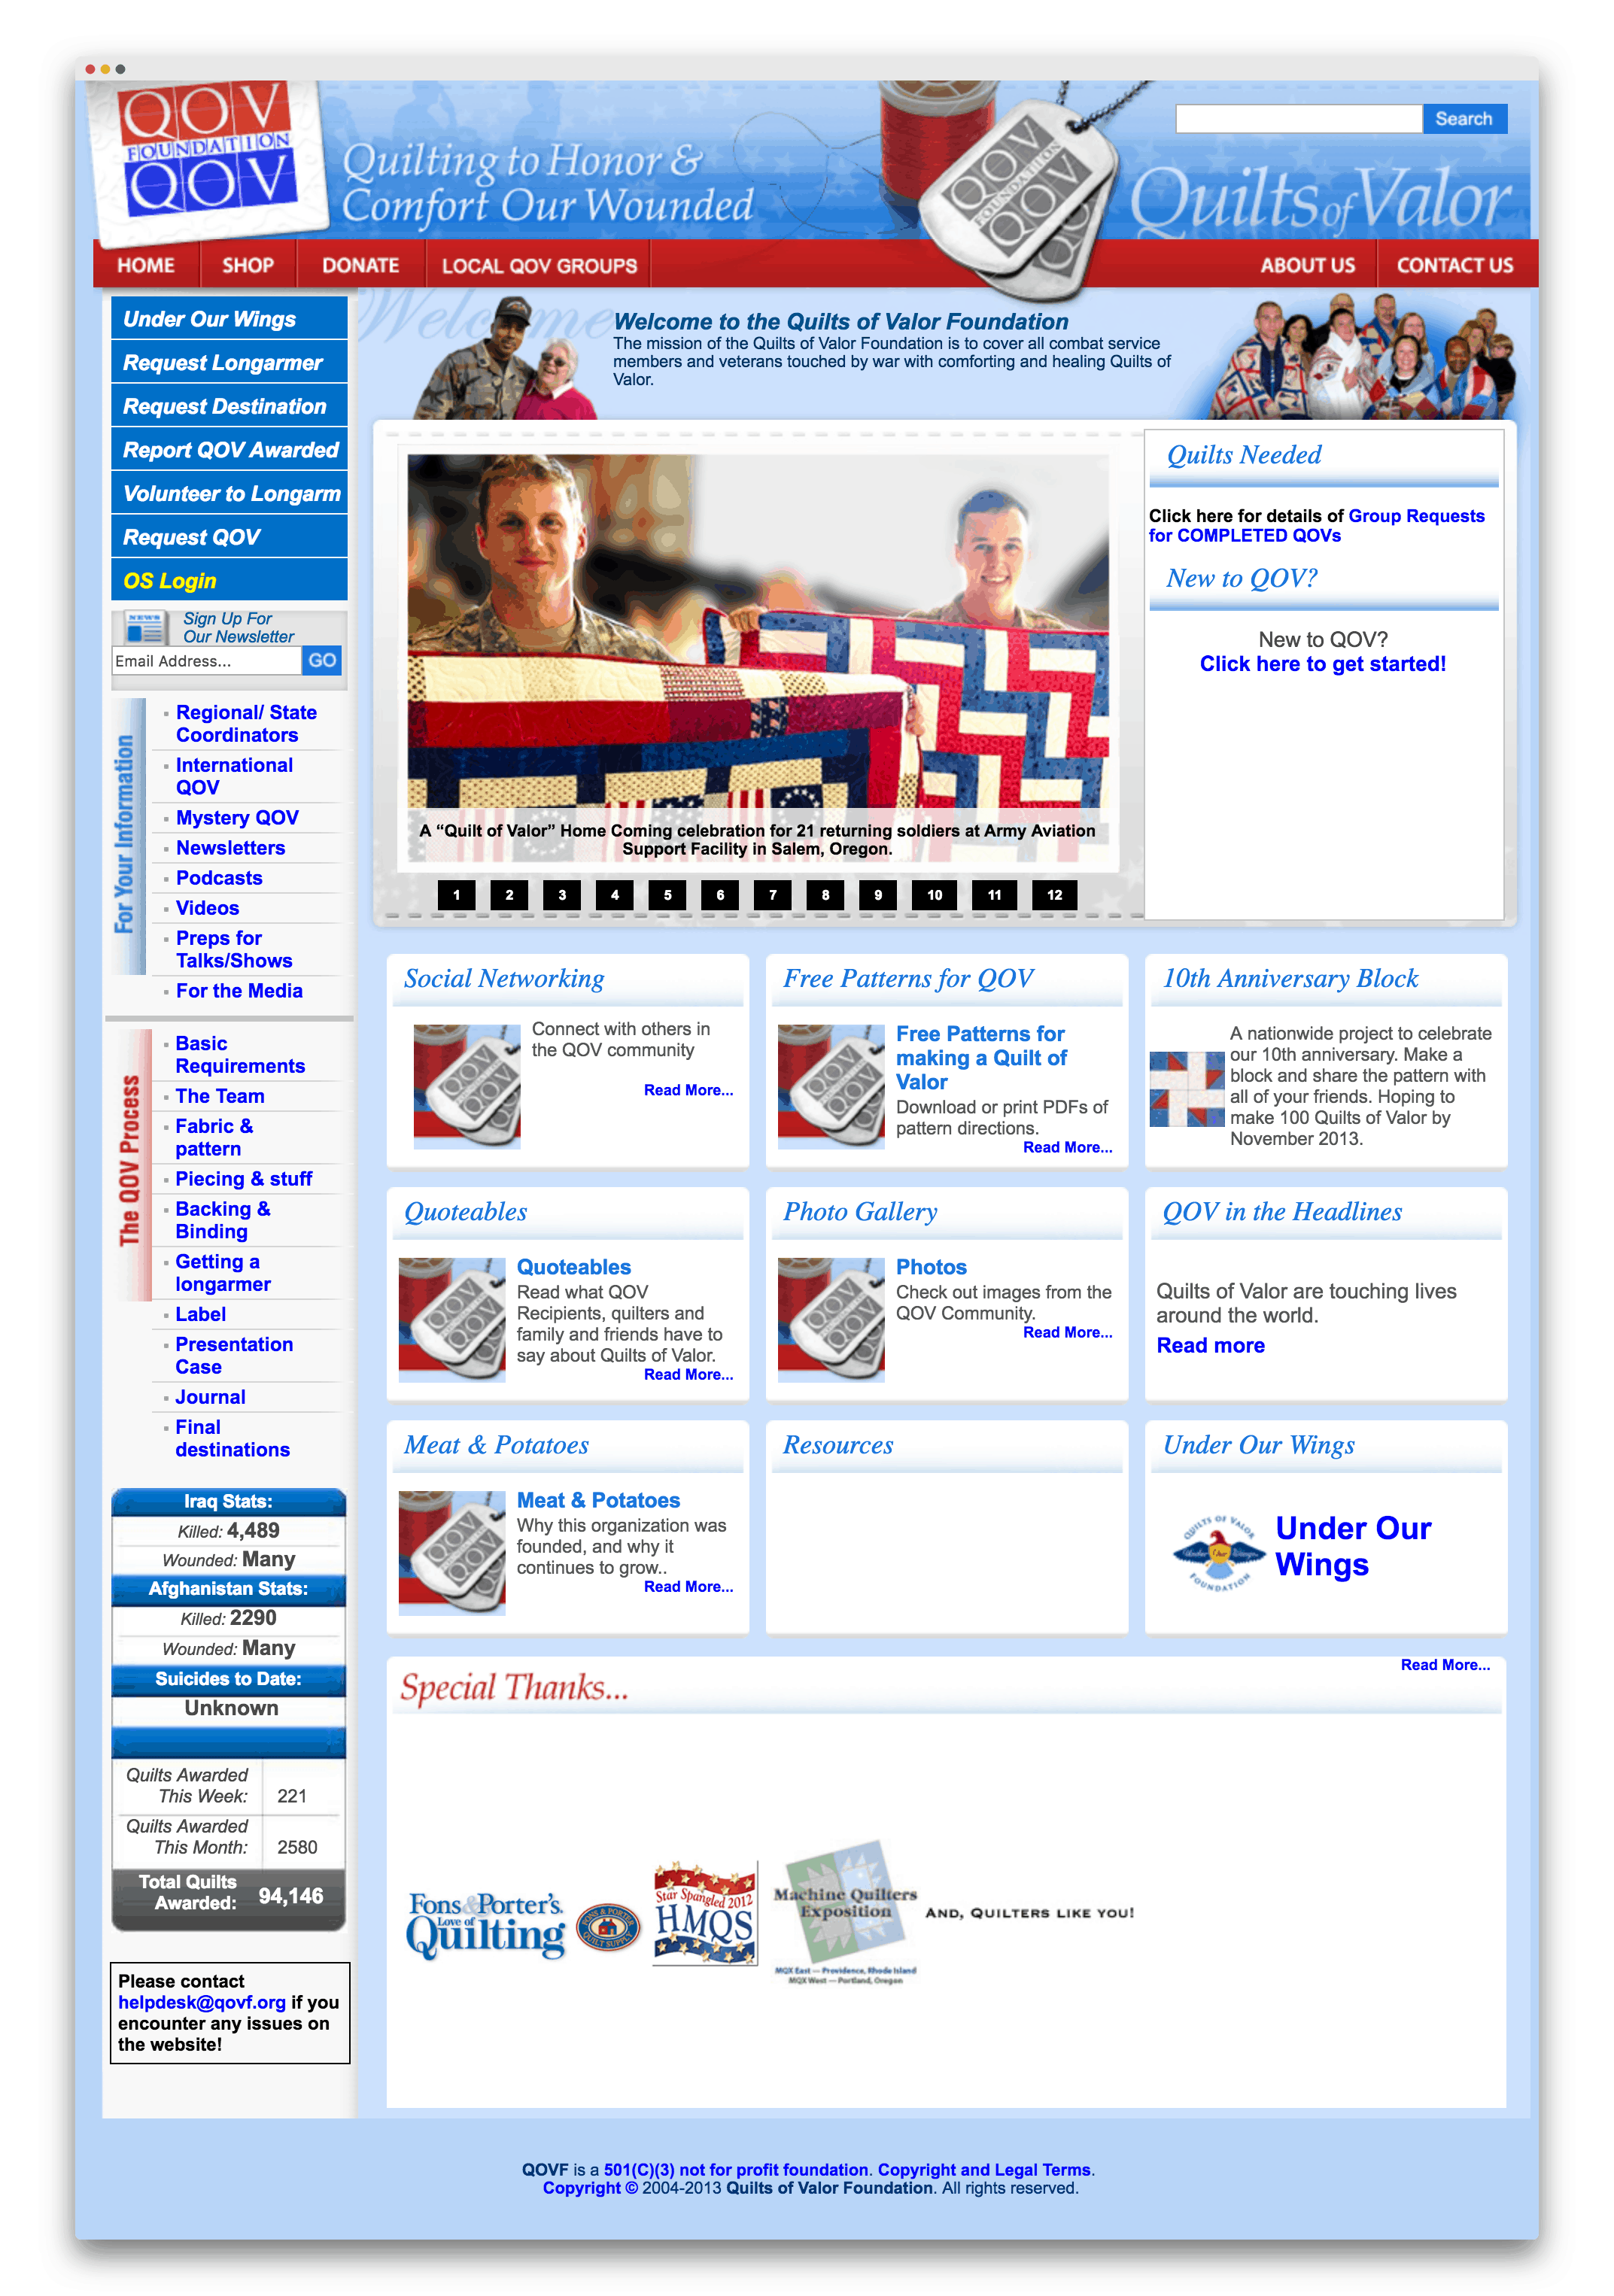 QOV
FOUNDATION
QOV
Quilting to Honor &
Comfort Our Wounded
QOV
FOUNDATION
QOV
Search
Quilts of Valor
HOME
SHOP
DONATE
LOCAL QOV GROUPS
ABOUT US
CONTACT US
Under Our Wings
Request Longarmer
Request Destination
Report QOV Awarded
Volunteer to Longarm
Request QOV
OS Login
NEWS
Sign Up For
Our Newsletter
Email Address...
GO
For Your Information
Regional/ State
Coordinators
International
QOV
Mystery QOV
Newsletters
Podcasts
Videos
Preps for
Talks/Shows
For the Media
The QOV Process
Basic
Requirements
The Team
Fabric &
pattern
Piecing & stuff
Backing &
Binding
Getting a
longarmer
Label
Presentation
Case
Journal
Final
destinations
Iraq Stats:
Killed: 4,489
Wounded: Many
Afghanistan Stats:
Killed: 2290
Wounded: Many
Suicides to Date:
Unknown
Quilts Awarded
This Week: 221
Quilts Awarded
This Month: 2580
Total Quilts
Awarded: 94,146
Please contact
helpdesk@qovf.org if you
encounter any issues on
the website!
Welcome
Welcome to the Quilts of Valor Foundation
The mission of the Quilts of Valor Foundation is to cover all combat service
members and veterans touched by war with comforting and healing Quilts of
Valor.
A “Quilt of Valor” Home Coming celebration for 21 returning soldiers at Army Aviation
Support Facility in Salem, Oregon.
1 2 3 4 5 6 7 8 9 10 11 12
Quilts Needed
Click here for details of Group Requests
for COMPLETED QOVs
New to QOV?
New to QOV?
Click here to get started!
Social Networking
QOV
QOV
Connect with others in
the QOV community
Read More...
Free Patterns for QOV
QOV
QOV
Free Patterns for
making a Quilt of
Valor
Download or print PDFs of
pattern directions.
Read More...
10th Anniversary Block
A nationwide project to celebrate
our 10th anniversary. Make a
block and share the pattern with
all of your friends. Hoping to
make 100 Quilts of Valor by
November 2013.
Quoteables
QOV
QOV
Quoteables
Read what QOV
Recipients, quilters and
family and friends have to
say about Quilts of Valor.
Read More...
Photo Gallery
QOV
QOV
Photos
Check out images from the
QOV Community.
Read More...
QOV in the Headlines
Quilts of Valor are touching lives
around the world.
Read more
Meat & Potatoes
QOV
QOV
Meat & Potatoes
Why this organization was
founded, and why it
continues to grow..
Read More...
Resources
Under Our Wings
QUILTS OF VALOR
Under Our Wings
FOUNDATION
Under Our
Wings
Read More...
Special Thanks...
Fons & Porter's
Love of
Quilting
FONS & PORTER
QUILT SUPPLY
Star Spangled 2012
HMQS
Machine Quilters
Exposition
MQX East — Providence, Rhode Island
MQX West — Portland, Oregon
AND, QUILTERS LIKE YOU!
QOVF is a 501(C)(3) not for profit foundation. Copyright and Legal Terms.
Copyright © 2004-2013 Quilts of Valor Foundation. All rights reserved.